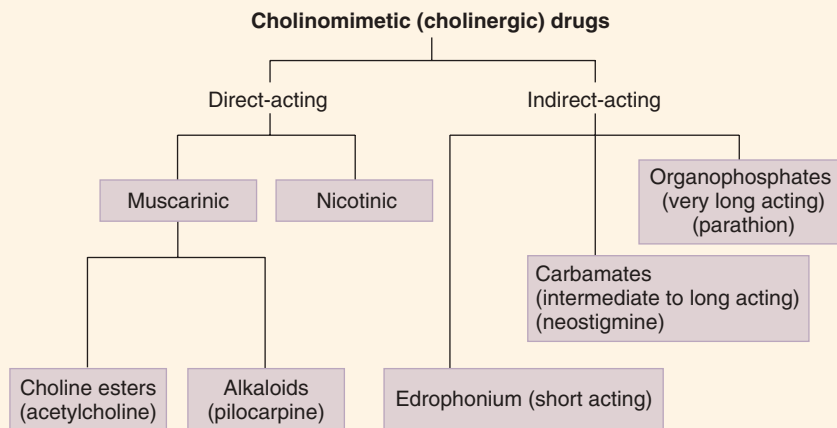 Cholinomimetic (cholinergic) drugs
Direct-acting
Indirect-acting
Muscarinic
Nicotinic
Organophosphates
(very long acting)
(parathion)
Carbamates
(intermediate to long acting)
(neostigmine)
Choline esters
(acetylcholine)
Alkaloids
(pilocarpine)
Edrophonium (short acting)